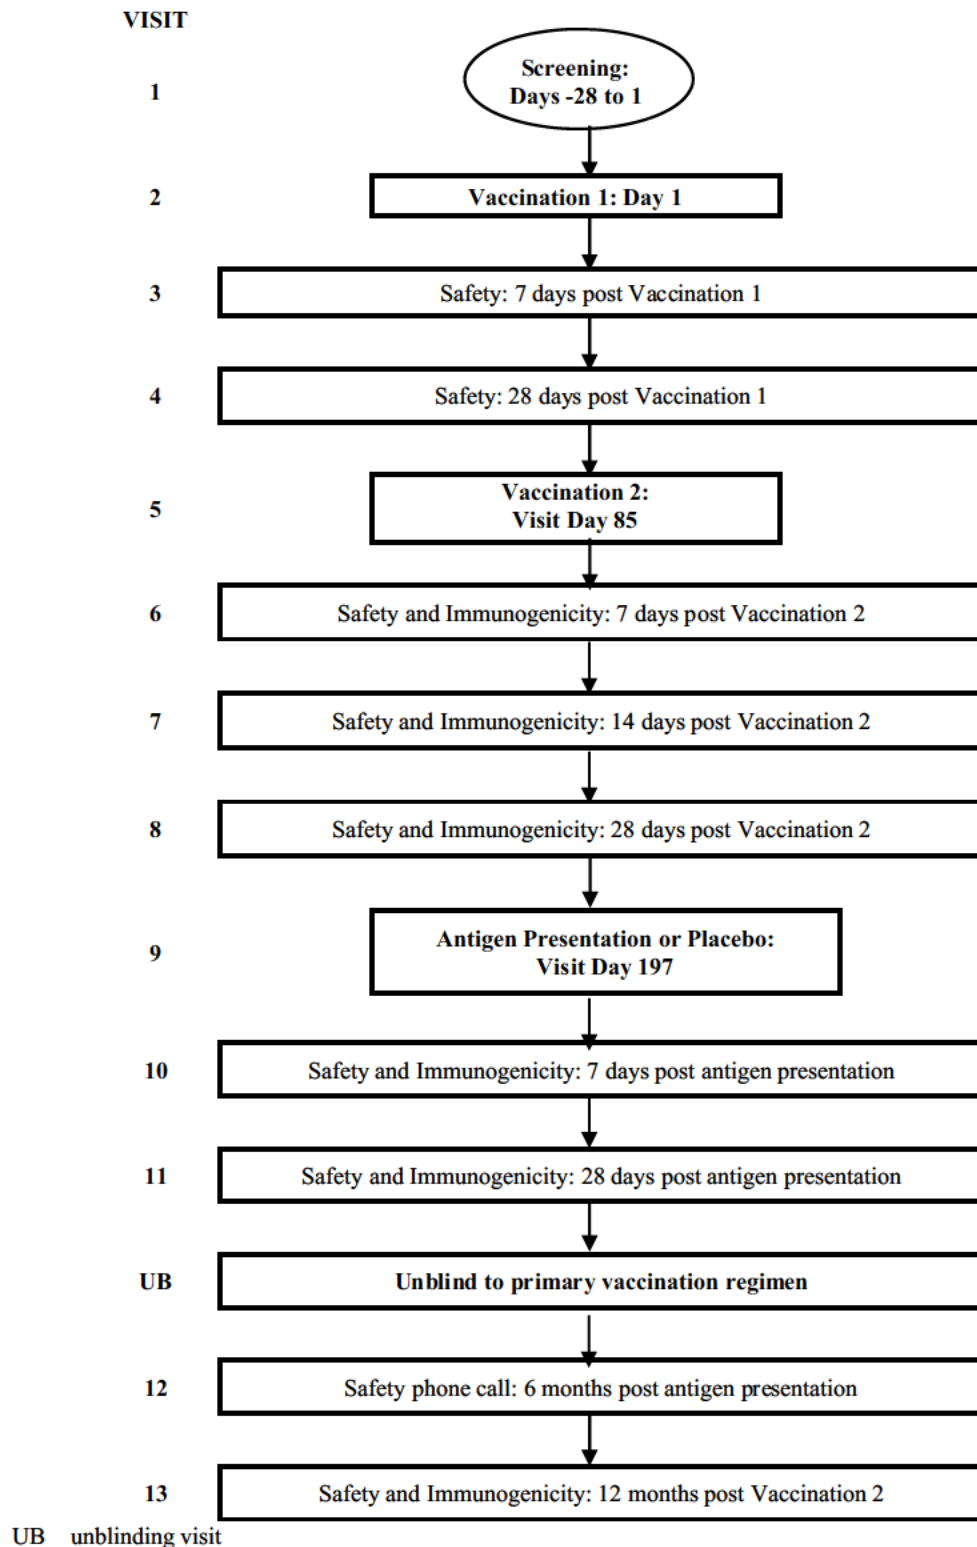 VISIT
1
Screening:
Days -28 to 1
2
Vaccination 1: Day 1
3
Safety: 7 days post Vaccination 1
4
Safety: 28 days post Vaccination 1
5
Vaccination 2:
Visit Day 85
6
Safety and Immunogenicity: 7 days post Vaccination 2
7
Safety and Immunogenicity: 14 days post Vaccination 2
8
Safety and Immunogenicity: 28 days post Vaccination 2
9
Antigen Presentation or Placebo:
Visit Day 197
10
Safety and Immunogenicity: 7 days post antigen presentation
11
Safety and Immunogenicity: 28 days post antigen presentation
UB
Unblind to primary vaccination regimen
12
Safety phone call: 6 months post antigen presentation
13
Safety and Immunogenicity: 12 months post Vaccination 2
UB unblinding visit